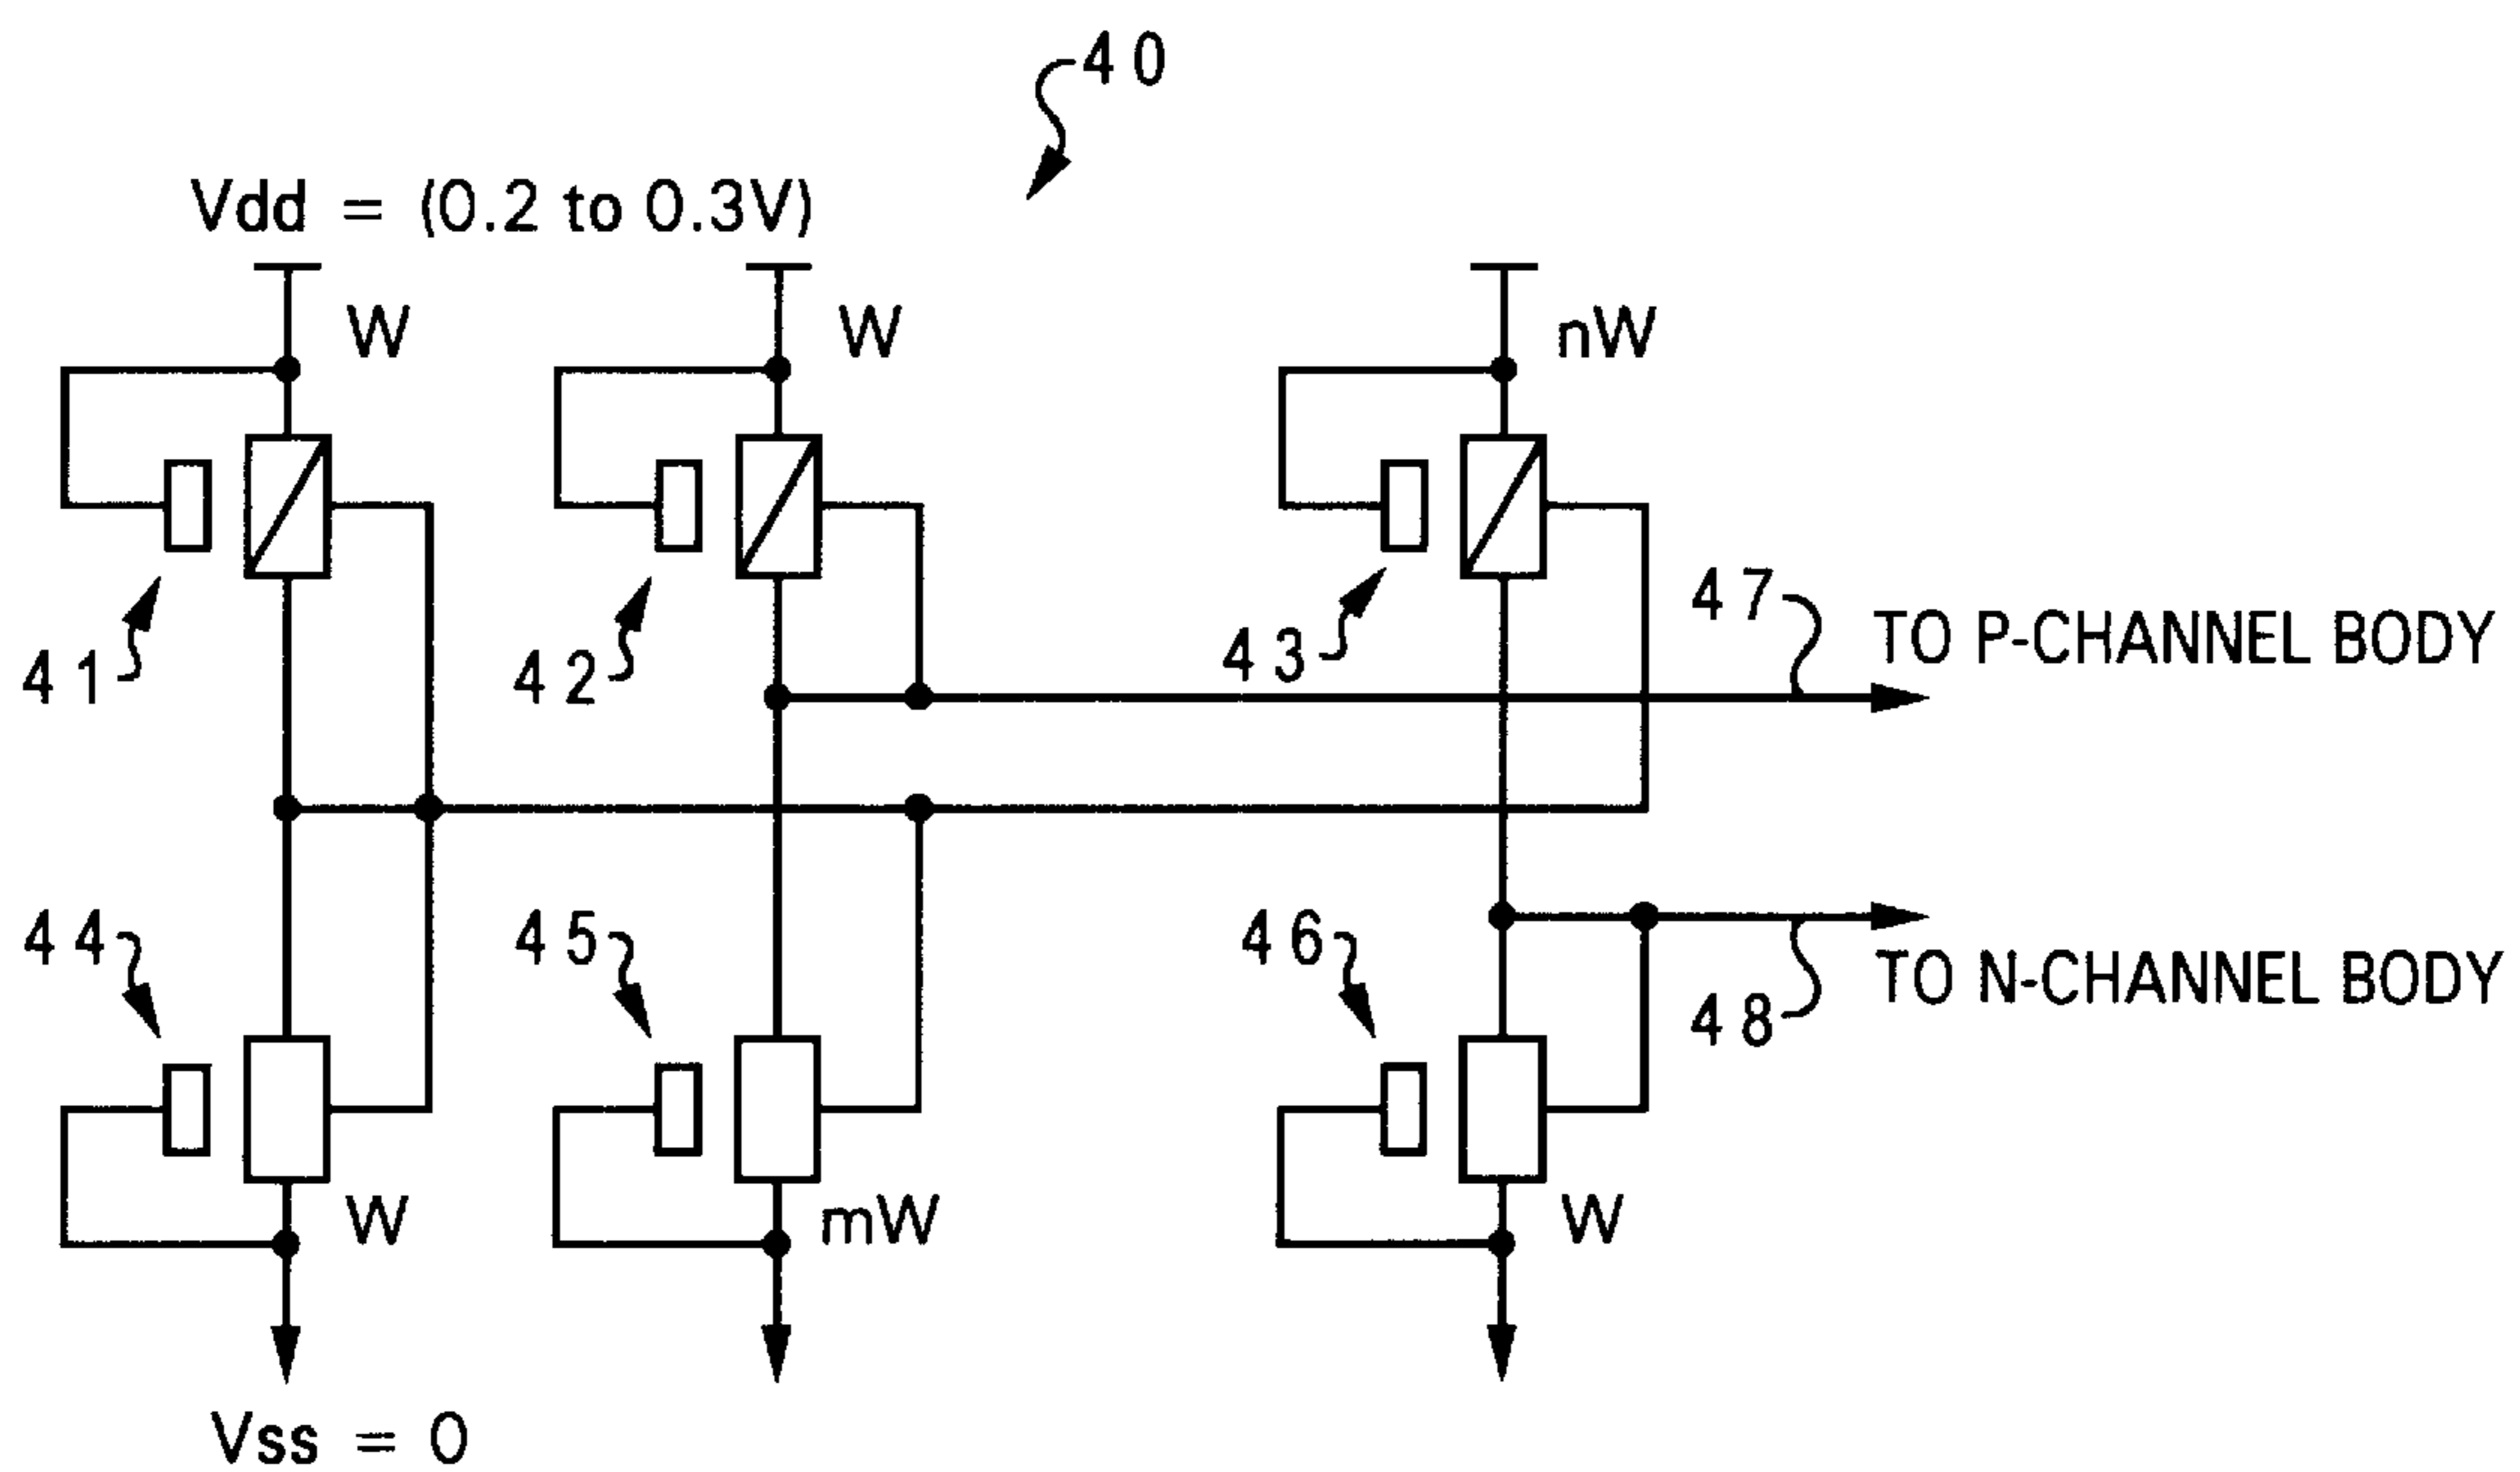 40
Vdd = (0.2 to 0.3V)
W
W
nW
41
42
43
47
TO P-CHANNEL BODY
44
45
46
48
TO N-CHANNEL BODY
W
mW
W
Vss = 0